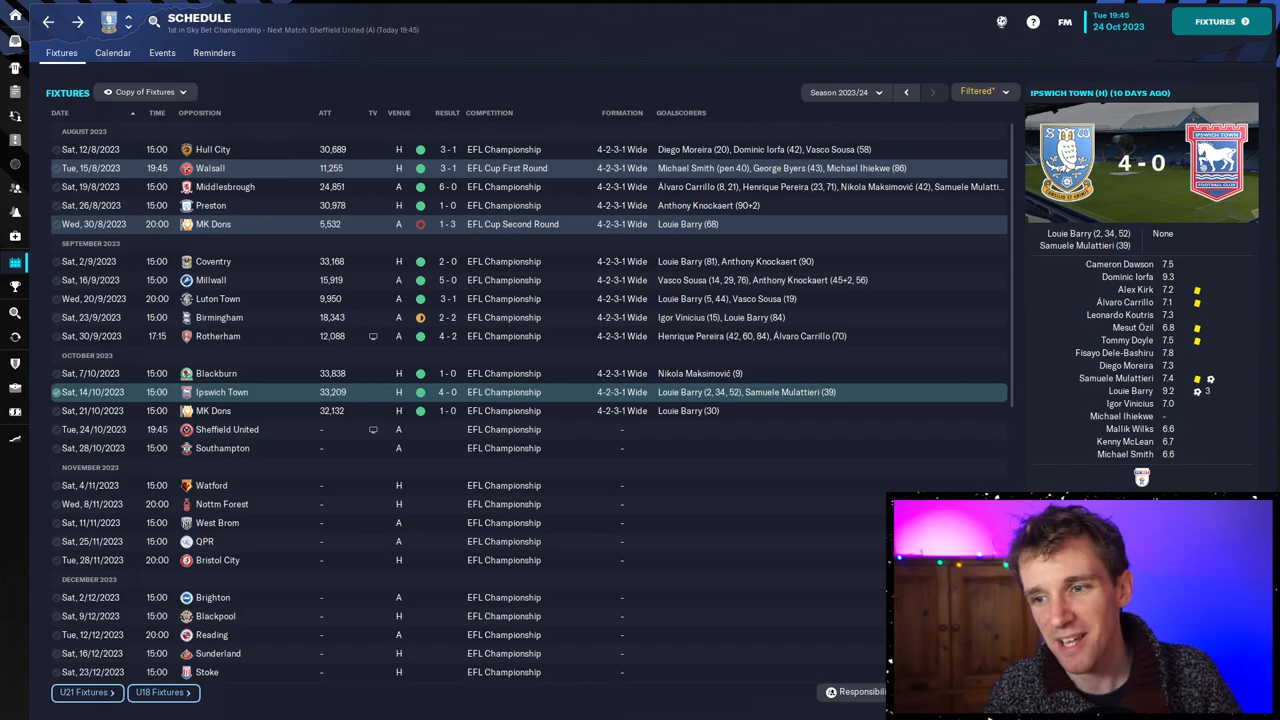 SCHEDULE
1st in Sky Bet Championship - Next Match: Sheffield United (A) (Today 19:45)
FM
Tue 19:45
24 Oct 2023
FIXTURES
Fixtures Calendar Events Reminders
FIXTURES Copy of Fixtures Season 2023/24 Filtered*
DATE TIME OPPOSITION ATT TV VENUE RESULT COMPETITION FORMATION GOALSCORERS
AUGUST 2023
Sat, 12/8/2023 15:00 Hull City 30,689 H 3 - 1 EFL Championship 4-2-3-1 Wide Diego Moreira (20), Dominic Iorfa (42), Vasco Sousa (58)
Tue, 15/8/2023 19:45 Walsall 11,255 H 3 - 1 EFL Cup First Round 4-2-3-1 Wide Michael Smith (pen 40), George Byers (43), Michael Ihiekwe (86)
Sat, 19/8/2023 15:00 Middlesbrough 24,851 A 6 - 0 EFL Championship 4-2-3-1 Wide Álvaro Carrillo (8, 21), Henrique Pereira (23, 71), Nikola Maksimović (42), Samuele Mulatti...
Sat, 26/8/2023 15:00 Preston 30,978 H 1 - 0 EFL Championship 4-2-3-1 Wide Anthony Knockaert (90+2)
Wed, 30/8/2023 20:00 MK Dons 5,532 A 1 - 3 EFL Cup Second Round 4-2-3-1 Wide Louie Barry (68)
SEPTEMBER 2023
Sat, 2/9/2023 15:00 Coventry 33,168 H 2 - 0 EFL Championship 4-2-3-1 Wide Louie Barry (81), Anthony Knockaert (90)
Sat, 16/9/2023 15:00 Millwall 15,919 A 5 - 0 EFL Championship 4-2-3-1 Wide Vasco Sousa (14, 29, 76), Anthony Knockaert (45+2, 56)
Wed, 20/9/2023 20:00 Luton Town 9,950 A 3 - 1 EFL Championship 4-2-3-1 Wide Louie Barry (5, 44), Vasco Sousa (19)
Sat, 23/9/2023 15:00 Birmingham 18,343 A 2 - 2 EFL Championship 4-2-3-1 Wide Igor Vinicius (15), Louie Barry (84)
Sat, 30/9/2023 17:15 Rotherham 12,088 A 4 - 2 EFL Championship 4-2-3-1 Wide Henrique Pereira (42, 60, 84), Álvaro Carrillo (70)
OCTOBER 2023
Sat, 7/10/2023 15:00 Blackburn 33,838 H 1 - 0 EFL Championship 4-2-3-1 Wide Nikola Maksimović (9)
Sat, 14/10/2023 15:00 Ipswich Town 33,209 H 4 - 0 EFL Championship 4-2-3-1 Wide Louie Barry (2, 34, 52), Samuele Mulattieri (39)
Sat, 21/10/2023 15:00 MK Dons 32,132 H 1 - 0 EFL Championship 4-2-3-1 Wide Louie Barry (30)
Tue, 24/10/2023 19:45 Sheffield United - A EFL Championship -
Sat, 28/10/2023 15:00 Southampton - A EFL Championship -
NOVEMBER 2023
Sat, 4/11/2023 15:00 Watford - H EFL Championship -
Wed, 8/11/2023 20:00 Nottm Forest - H EFL Championship -
Sat, 11/11/2023 15:00 West Brom - A EFL Championship -
Sat, 25/11/2023 15:00 QPR - A EFL Championship -
Tue, 28/11/2023 20:00 Bristol City - H EFL Championship -
DECEMBER 2023
Sat, 2/12/2023 15:00 Brighton - A EFL Championship -
Sat, 9/12/2023 15:00 Blackpool - H EFL Championship -
Tue, 12/12/2023 20:00 Reading - A EFL Championship -
Sat, 16/12/2023 15:00 Sunderland - H EFL Championship -
Sat, 23/12/2023 15:00 Stoke - H EFL Championship -
U21 Fixtures U18 Fixtures
IPSWICH TOWN (H) (10 DAYS AGO)
4 - 0
Louie Barry (2, 34, 52) None
Samuele Mulattieri (39)
Cameron Dawson 7.5
Dominic Iorfa 9.3
Alex Kirk 7.2
Álvaro Carrillo 7.1
Leonardo Koutris 7.3
Mesut Özil 6.8
Tommy Doyle 7.5
Fisayo Dele-Bashiru 7.8
Diego Moreira 7.3
Samuele Mulattieri 7.4
Louie Barry 9.2 3
Igor Vinicius 7.0
Michael Ihiekwe -
Mallik Wilks 6.6
Kenny McLean 6.7
Michael Smith 6.6